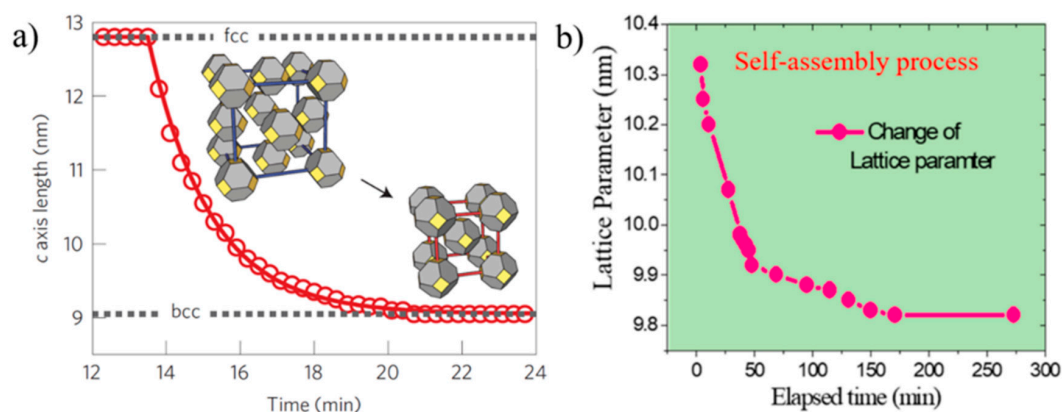 a)
13
12
11
10
9
c axis length (nm)
fcc
bcc
12
14
16
18
20
22
24
Time (min)
b)
10.4
10.3
10.2
10.1
10.0
9.9
9.8
Lattice Parameter (nm)
Self-assembly process
Change of
Lattice paramter
0
50
100
150
200
250
300
Elapsed time (min)